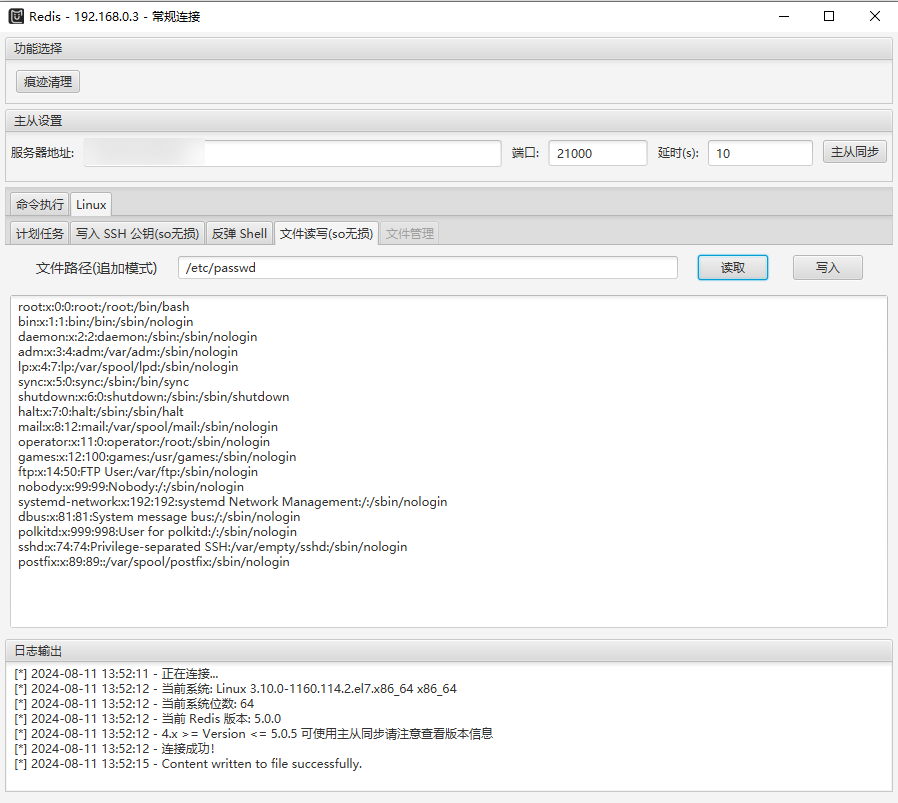 Redis - 192.168.0.3 - 常规连接
功能选择
痕迹清理
主从设置
服务器地址: 端口: 21000 延时(s): 10 主从同步
命令执行 Linux
计划任务 写入 SSH 公钥(so无损) 反弹 Shell 文件读写(so无损) 文件管理
文件路径(追加模式) /etc/passwd 读取 写入
root:x:0:0:root:/root:/bin/bash
bin:x:1:1:bin:/bin:/sbin/nologin
daemon:x:2:2:daemon:/sbin:/sbin/nologin
adm:x:3:4:adm:/var/adm:/sbin/nologin
lp:x:4:7:lp:/var/spool/lpd:/sbin/nologin
sync:x:5:0:sync:/sbin:/bin/sync
shutdown:x:6:0:shutdown:/sbin:/sbin/shutdown
halt:x:7:0:halt:/sbin:/sbin/halt
mail:x:8:12:mail:/var/spool/mail:/sbin/nologin
operator:x:11:0:operator:/root:/sbin/nologin
games:x:12:100:games:/usr/games:/sbin/nologin
ftp:x:14:50:FTP User:/var/ftp:/sbin/nologin
nobody:x:99:99:Nobody:/:/sbin/nologin
systemd-network:x:192:192:systemd Network Management:/:/sbin/nologin
dbus:x:81:81:System message bus:/:/sbin/nologin
polkitd:x:999:998:User for polkitd:/:/sbin/nologin
sshd:x:74:74:Privilege-separated SSH:/var/empty/sshd:/sbin/nologin
postfix:x:89:89::/var/spool/postfix:/sbin/nologin
日志输出
[*] 2024-08-11 13:52:11 - 正在连接...
[*] 2024-08-11 13:52:12 - 当前系统: Linux 3.10.0-1160.114.2.el7.x86_64 x86_64
[*] 2024-08-11 13:52:12 - 当前系统位数: 64
[*] 2024-08-11 13:52:12 - 当前 Redis 版本: 5.0.0
[*] 2024-08-11 13:52:12 - 4.x >= Version <= 5.0.5 可使用主从同步请注意查看版本信息
[*] 2024-08-11 13:52:12 - 连接成功!
[*] 2024-08-11 13:52:15 - Content written to file successfully.